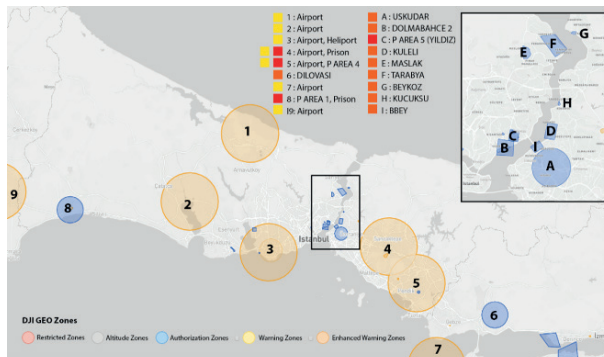 1 : Airport
2 : Airport
3 : Airport, Heliport
4 : Airport, Prison
5 : Airport, P AREA 4
6 : DILOVASI
7 : Airport
8 : P AREA 1, Prison
I9: Airport
A : USKUDAR
B : DOLMABAHCE 2
C : P AREA 5 (YILDIZ)
D : KULELI
E : MASLAK
F : TARABYA
G : BEYKOZ
H : KUCUKSU
I : BBEY
G
F
E
H
C
D
B
I
A
1
9
8
2
3
Istanbul
4
5
6
7
DJI GEO Zones
Restricted Zones
Altitude Zones
Authorization Zones
Warning Zones
Enhanced Warning Zones